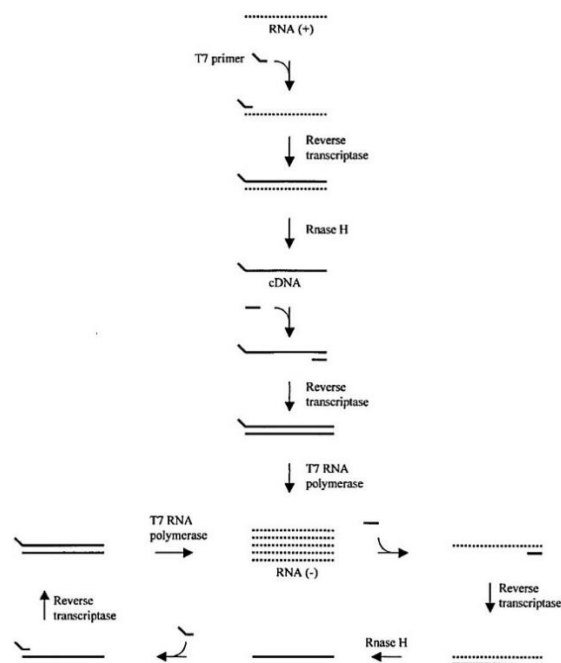 RNA (+)
T7 primer
Reverse
transcriptase
Rnase H
cDNA
Reverse
transcriptase
T7 RNA
polymerase
T7 RNA
polymerase
RNA (-)
Reverse
transcriptase
Reverse
transcriptase
Rnase H